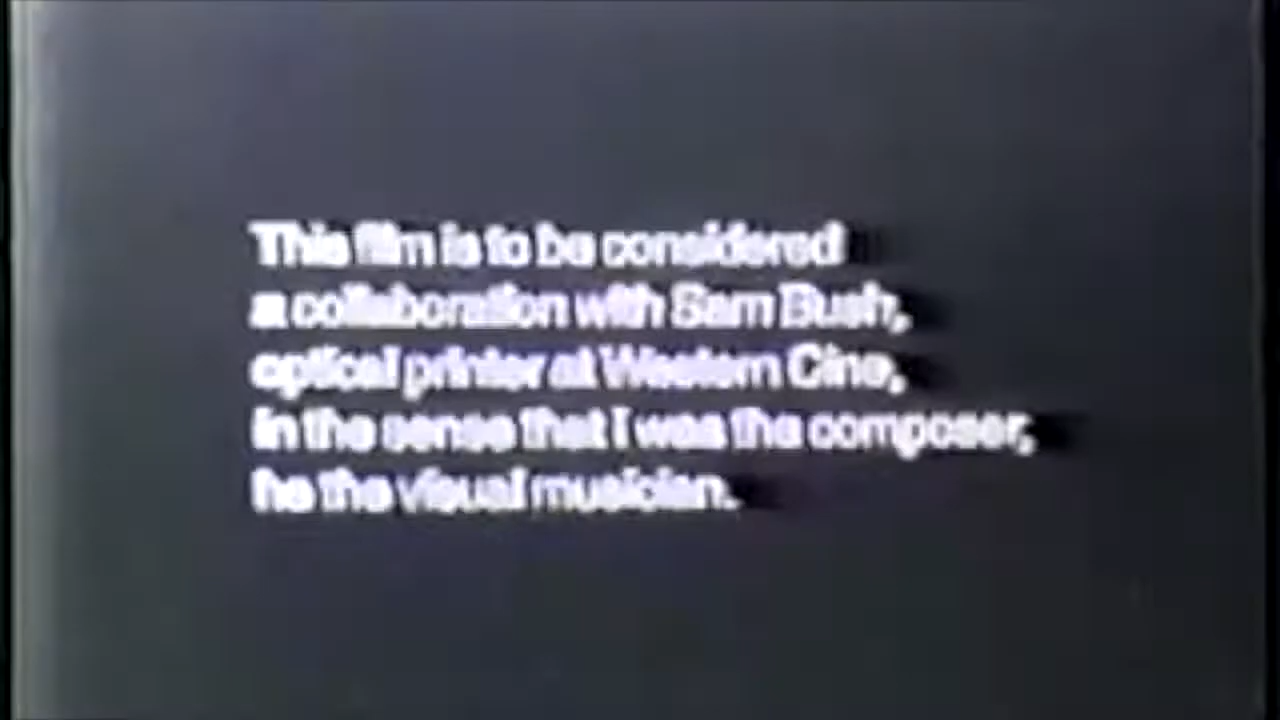 This film is to be considered
a collaboration with Sam Bush,
optical printer at Western Cine,
in the sense that I was the composer,
he the visual musician.